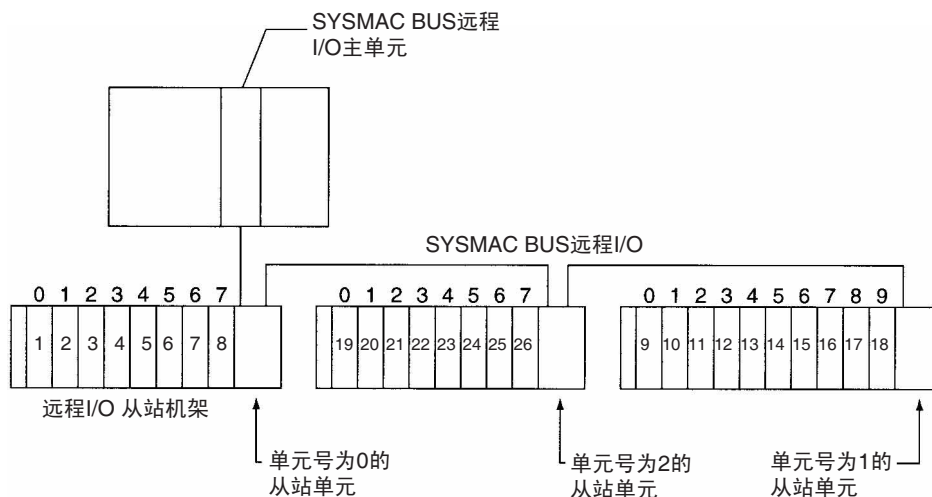 SYSMAC BUS远程
I/O主单元
SYSMAC BUS远程I/O
0 1 2 3 4 5 6 7
0 1 2 3 4 5 6 7
0 1 2 3 4 5 6 7 8 9
1 2 3 4 5 6 7 8
19 20 21 22 23 24 25 26
9 10 11 12 13 14 15 16 17 18
远程I/O 从站机架
单元号为0的
从站单元
单元号为2的
从站单元
单元号为1的
从站单元